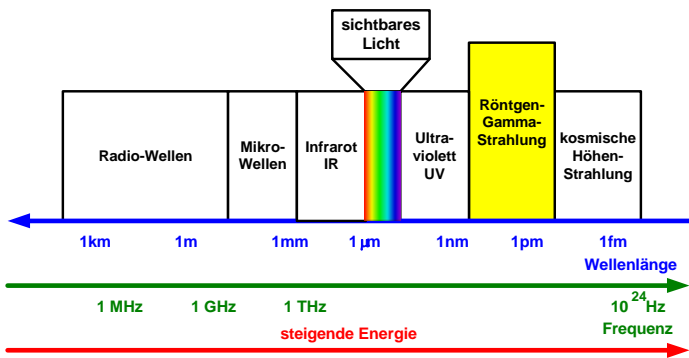 sichtbares
Licht
Radio-Wellen
Mikro-
Wellen
Infrarot
IR
Ultra-
violett
UV
Röntgen-
Gamma-
Strahlung
kosmische
Höhen-
Strahlung
1km 1m 1mm 1 µm 1nm 1pm 1fm
Wellenlänge
1 MHz 1 GHz 1 THz 10 24 Hz
Frequenz
steigende Energie